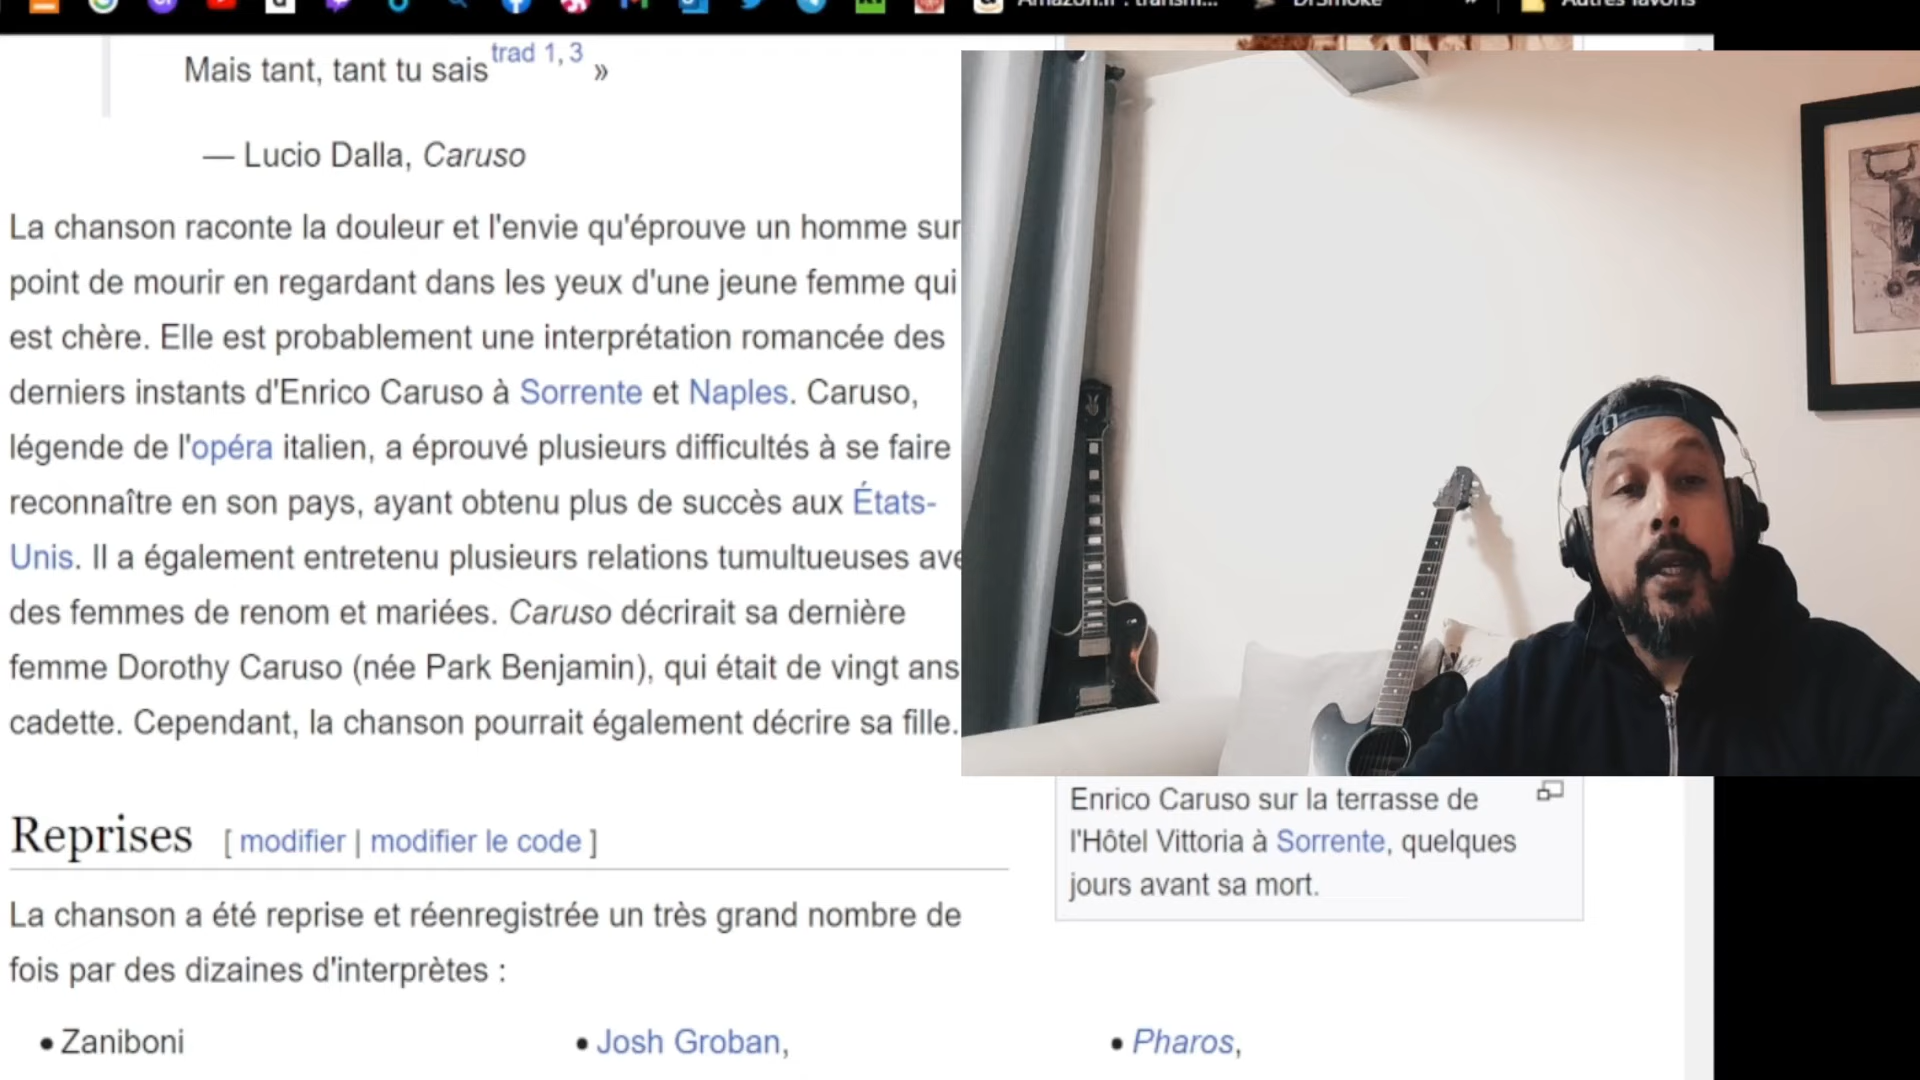 Amazon.fr : transmi...
DrSmoke
»
Autres favoris
Mais tant, tant tu sais trad 1, 3 »
— Lucio Dalla, Caruso
La chanson raconte la douleur et l'envie qu'éprouve un homme sur
point de mourir en regardant dans les yeux d'une jeune femme qui
est chère. Elle est probablement une interprétation romancée des
derniers instants d'Enrico Caruso à Sorrente et Naples. Caruso,
légende de l'opéra italien, a éprouvé plusieurs difficultés à se faire
reconnaître en son pays, ayant obtenu plus de succès aux États-
Unis. Il a également entretenu plusieurs relations tumultueuses ave
des femmes de renom et mariées. Caruso décrirait sa dernière
femme Dorothy Caruso (née Park Benjamin), qui était de vingt ans
cadette. Cependant, la chanson pourrait également décrire sa fille.
Enrico Caruso sur la terrasse de
l'Hôtel Vittoria à Sorrente, quelques
jours avant sa mort.
Reprises [ modifier | modifier le code ]
La chanson a été reprise et réenregistrée un très grand nombre de
fois par des dizaines d'interprètes :
• Zaniboni
• Josh Groban,
• Pharos,